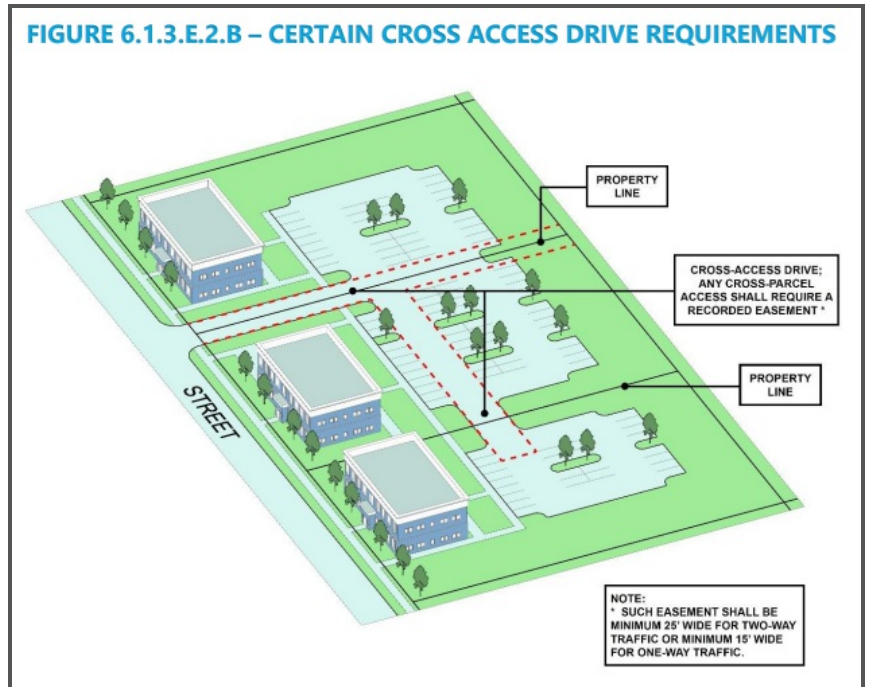 FIGURE 6.1.3.E.2.B – CERTAIN CROSS ACCESS DRIVE REQUIREMENTS
PROPERTY
LINE
CROSS-ACCESS DRIVE;
ANY CROSS-PARCEL
ACCESS SHALL REQUIRE A
RECORDED EASEMENT *
PROPERTY
LINE
STREET
NOTE:
* SUCH EASEMENT SHALL BE
MINIMUM 25' WIDE FOR TWO-WAY
TRAFFIC OR MINIMUM 15' WIDE
FOR ONE-WAY TRAFFIC.